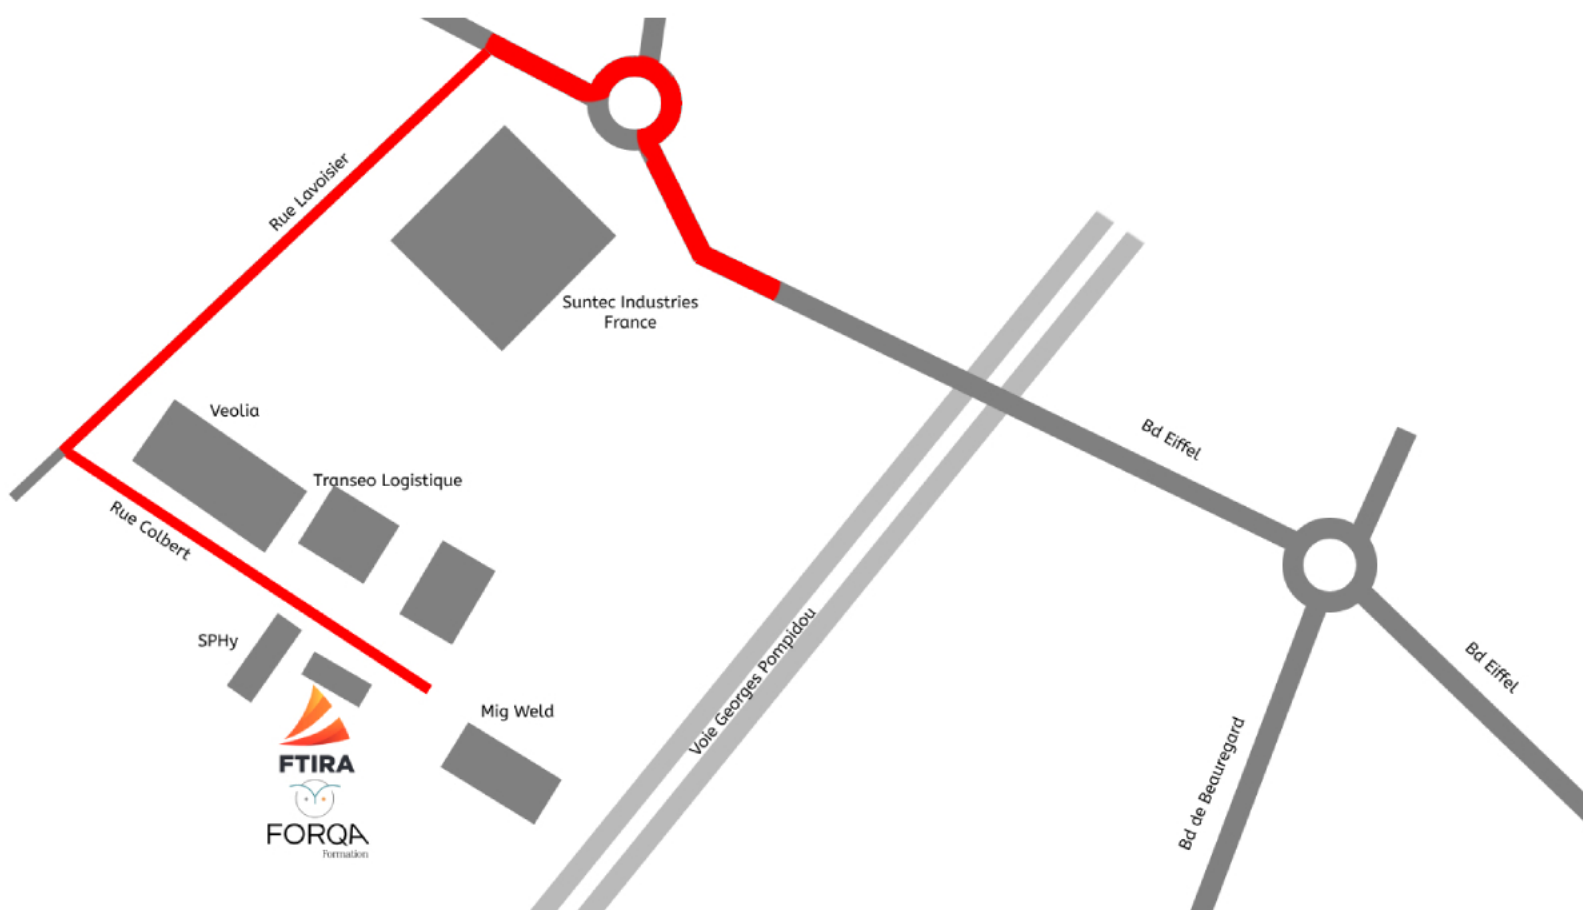 Rue Lavoisier
Suntec Industries
France
Veolia
Transeo Logistique
Rue Colbert
SPHy
FTIRA
FORQA
Formation
Mig Weld
Voie Georges Pompidou
Bd Eiffel
Bd Eiffel
Bd de Beauregard